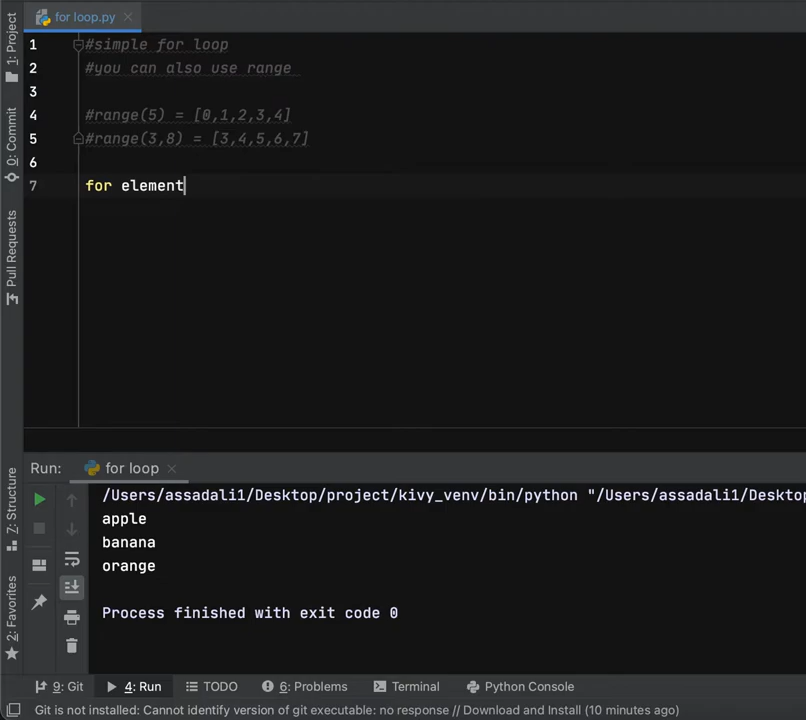 for loop.py
1: Project
0: Commit
Pull Requests
1 #simple for loop
2 #you can also use range
3
4 #range(5) = [0,1,2,3,4]
5 #range(3,8) = [3,4,5,6,7]
6
7 for element
Run: for loop
/Users/assadali1/Desktop/project/kivy_venv/bin/python "/Users/assadali1/Deskto
apple
banana
orange
Process finished with exit code 0
Z: Structure
2: Favorites
9: Git 4: Run TODO 6: Problems Terminal Python Console
Git is not installed: Cannot identify version of git executable: no response // Download and Install (10 minutes ago)